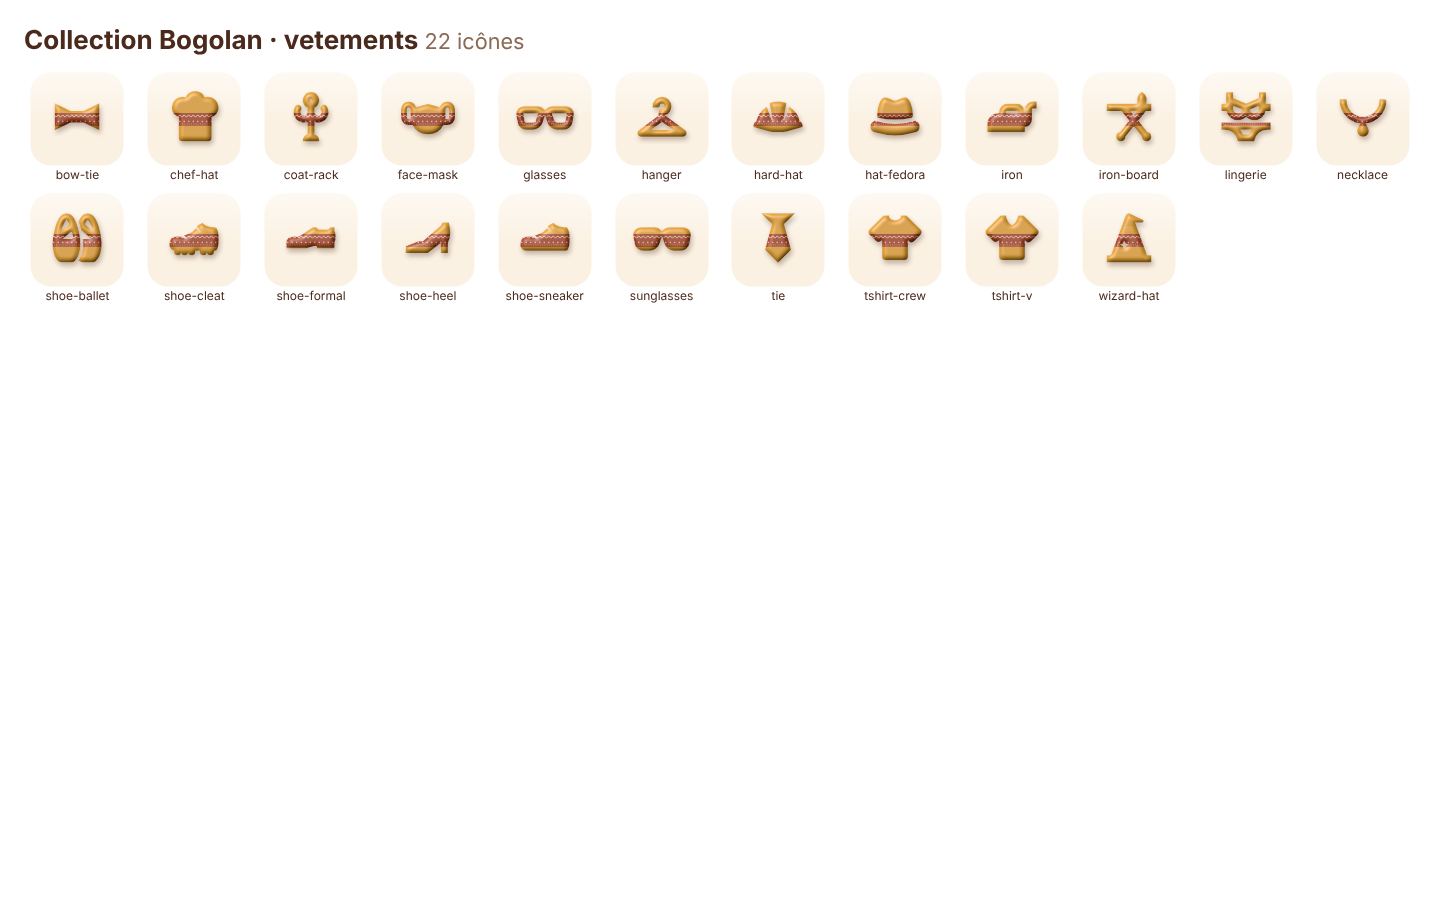 Collection Bogolan · vetements 22 icônes
bow-tie chef-hat coat-rack face-mask glasses hanger hard-hat hat-fedora iron iron-board lingerie necklace
shoe-ballet shoe-cleat shoe-formal shoe-heel shoe-sneaker sunglasses tie tshirt-crew tshirt-v wizard-hat